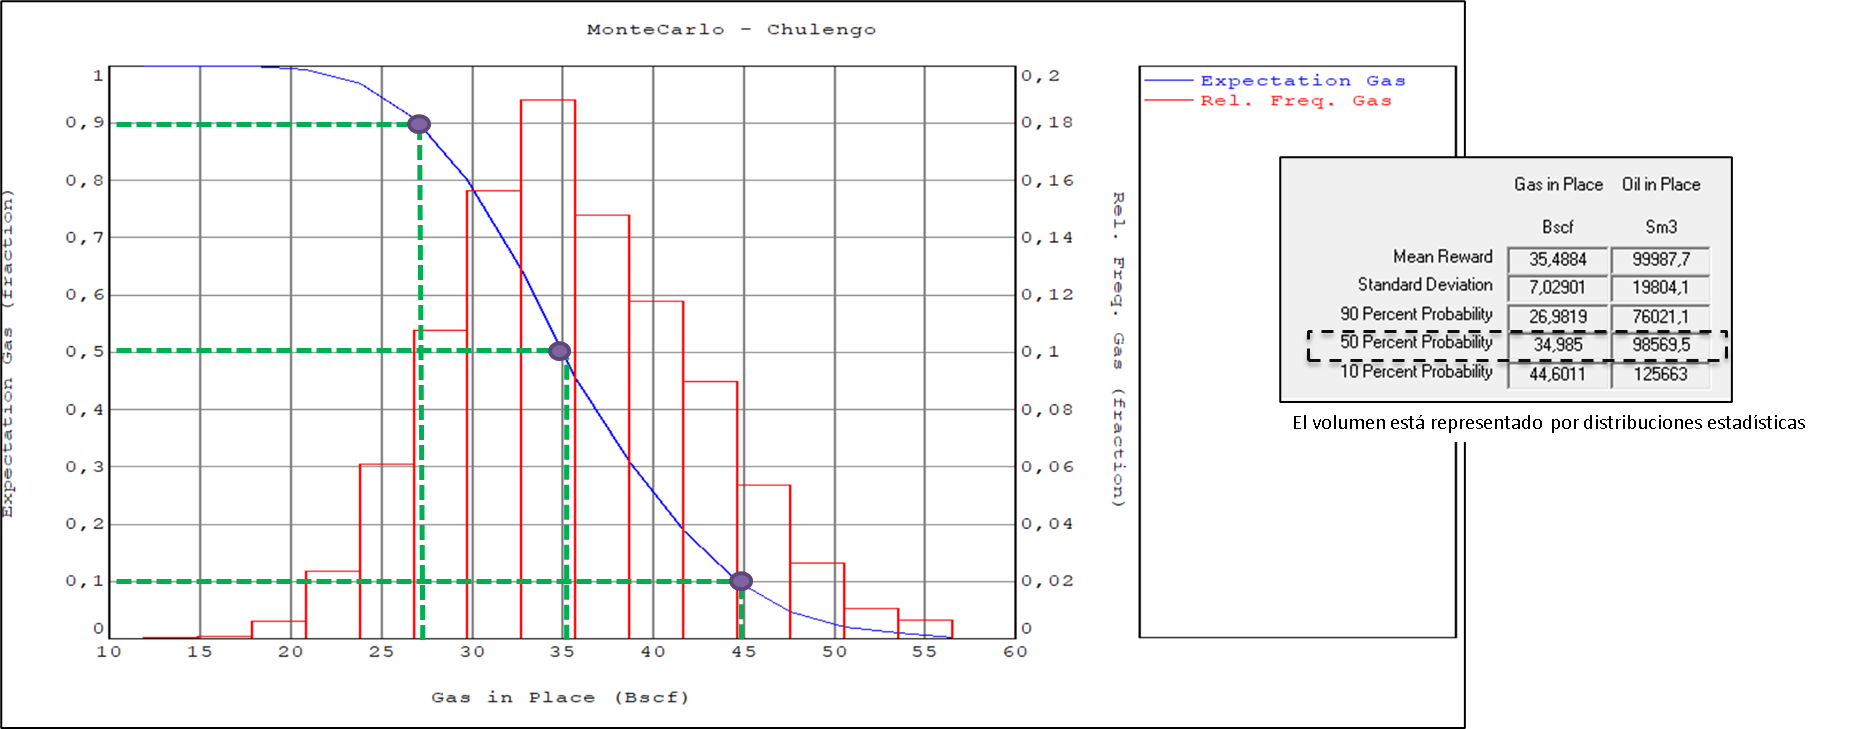 MonteCarlo - Chulengo
Expectation Gas (fraction)
1
0,9
0,8
0,7
0,6
0,5
0,4
0,3
0,2
0,1
0
0,2
0,18
0,16
0,14
0,12
0,1
0,08
0,06
0,04
0,02
0
Rel. Freq. Gas (fraction)
10 15 20 25 30 35 40 45 50 55 60
Gas in Place (Bscf)
Expectation Gas
Rel. Freq. Gas
Gas in Place Oil in Place
Bscf Sm3
Mean Reward 35,4884 99987,7
Standard Deviation 7,02901 19804,1
90 Percent Probability 26,9819 76021,1
50 Percent Probability 34,985 98569,5
10 Percent Probability 44,6011 125663
El volumen está representado por distribuciones estadísticas